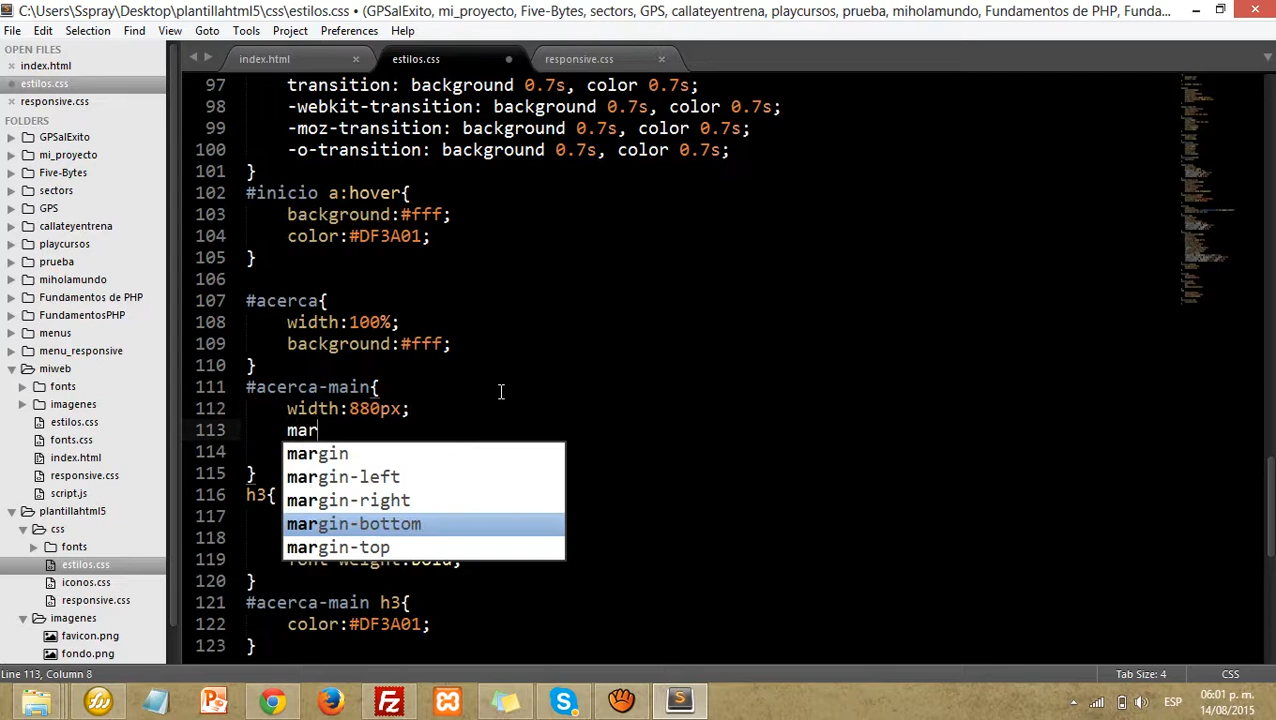 C:\Users\Sspray\Desktop\plantillahtml5\css\estilos.css • (GPSalExito, mi_proyecto, Five-Bytes, sectors, GPS, callateyentrena, playcursos, prueba, miholamundo, Fundamentos de PHP, Funda...
File Edit Selection Find View Goto Tools Project Preferences Help
OPEN FILES
index.html
estilos.css
responsive.css
FOLDERS
GPSalExito
mi_proyecto
Five-Bytes
sectors
GPS
callateyentrena
playcursos
prueba
miholamundo
Fundamentos de PHP
FundamentosPHP
menus
menu_responsive
miweb
fonts
imagenes
estilos.css
fonts.css
index.html
responsive.css
script.js
plantillahtml5
css
fonts
estilos.css
iconos.css
responsive.css
imagenes
favicon.png
fondo.png
index.html × estilos.css • responsive.css ×
97 transition: background 0.7s, color 0.7s;
98 -webkit-transition: background 0.7s, color 0.7s;
99 -moz-transition: background 0.7s, color 0.7s;
100 -o-transition: background 0.7s, color 0.7s;
101 }
102 #inicio a:hover{
103 background:#fff;
104 color:#DF3A01;
105 }
106
107 #acerca{
108 width:100%;
109 background:#fff;
110 }
111 #acerca-main{
112 width:880px;
113 mar
114
115 }
116 h3{
117
118
119 font-weight:bold;
120 }
121 #acerca-main h3{
122 color:#DF3A01;
123 }
margin
margin-left
margin-right
margin-bottom
margin-top
Line 113, Column 8 Tab Size: 4 CSS
ESP
06:01 p. m.
14/08/2015